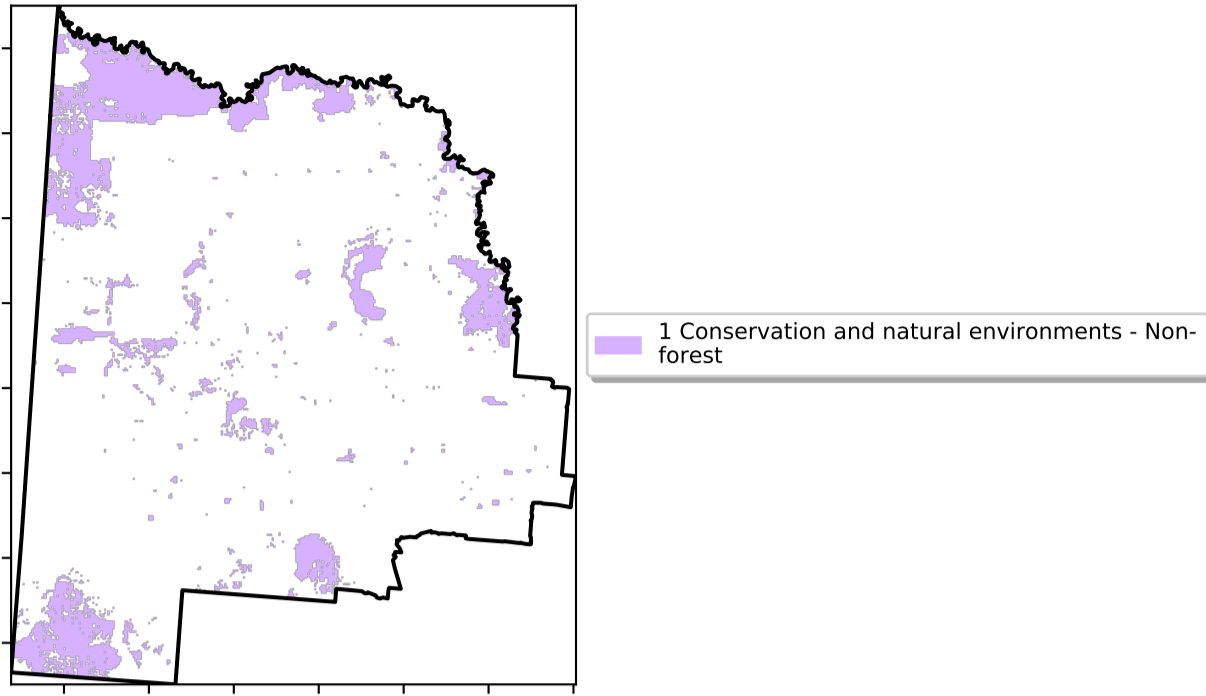 1 Conservation and natural environments - Non-
forest